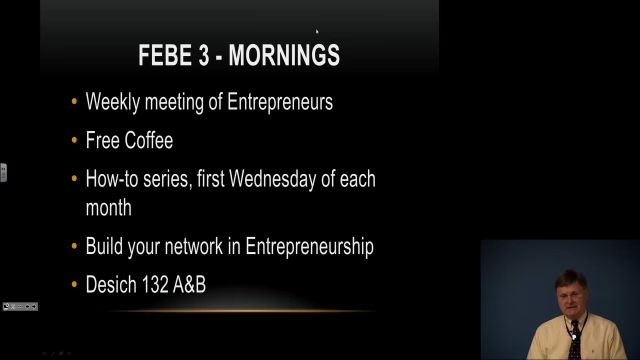 FEBE 3 - MORNINGS
• Weekly meeting of Entrepreneurs
• Free Coffee
• How-to series, first Wednesday of each
month
• Build your network in Entrepreneurship
• Desich 132 A&B